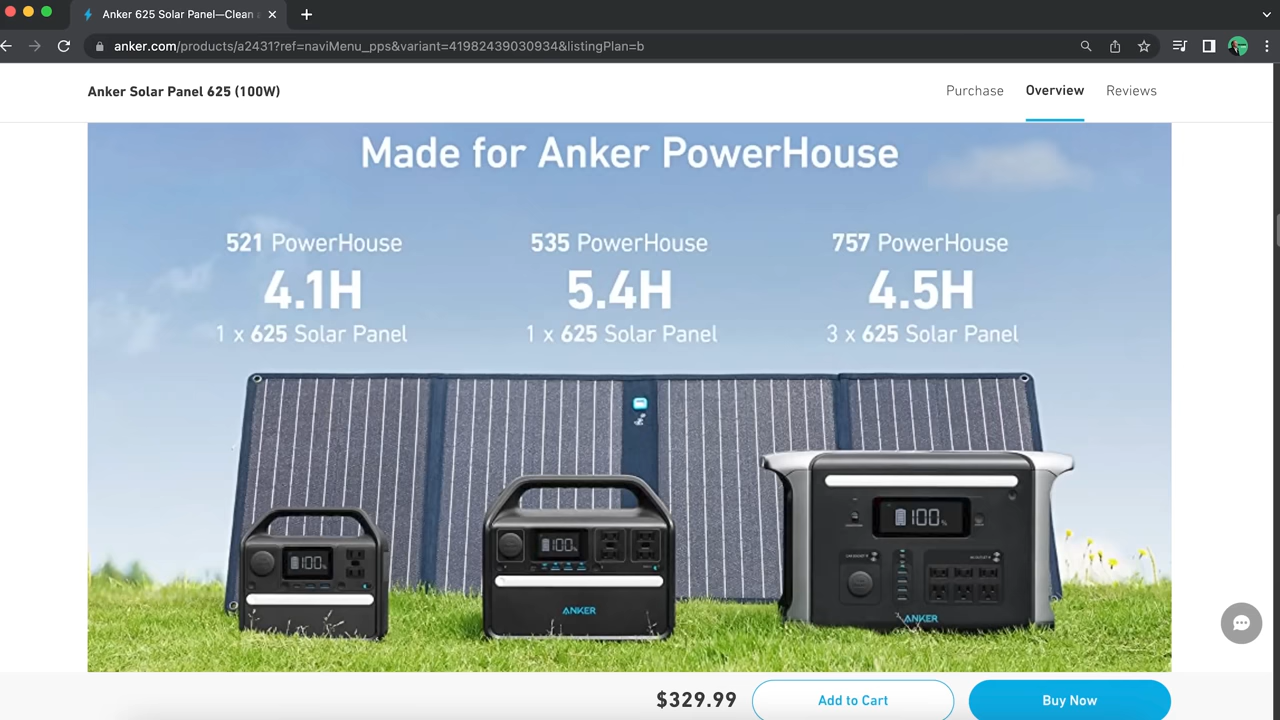 Anker 625 Solar Panel—Clean
anker.com/products/a2431?ref=naviMenu_pps&variant=41982439030934&listingPlan=b
Anker Solar Panel 625 (100W)
Purchase
Overview
Reviews
Made for Anker PowerHouse
521 PowerHouse
535 PowerHouse
757 PowerHouse
4.1H
5.4H
4.5H
1 x 625 Solar Panel
1 x 625 Solar Panel
3 x 625 Solar Panel
100%
100%
100%
ANKER
ANKER
$329.99
Add to Cart
Buy Now